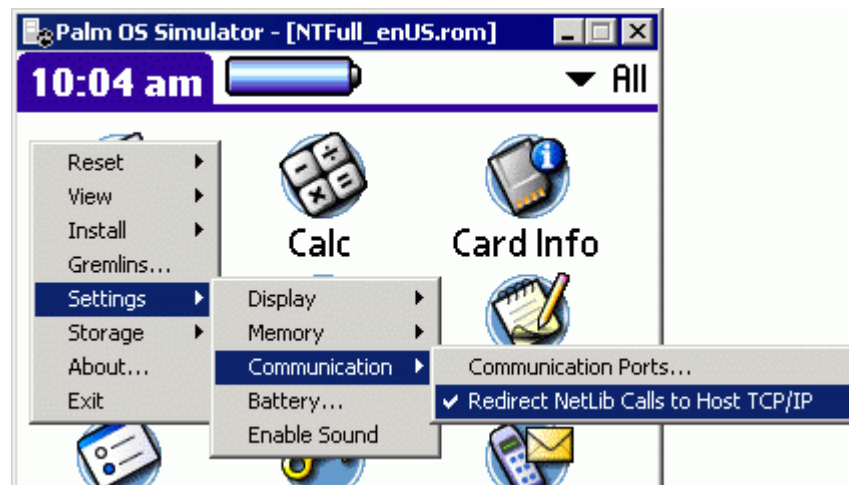 Palm OS Simulator - [NTFull_enUS.rom]
10:04 am
All
Reset
View
Install
Gremlins...
Settings
Storage
About...
Exit
Calc
Card Info
Display
Memory
Communication
Battery...
Enable Sound
Communication Ports...
Redirect NetLib Calls to Host TCP/IP